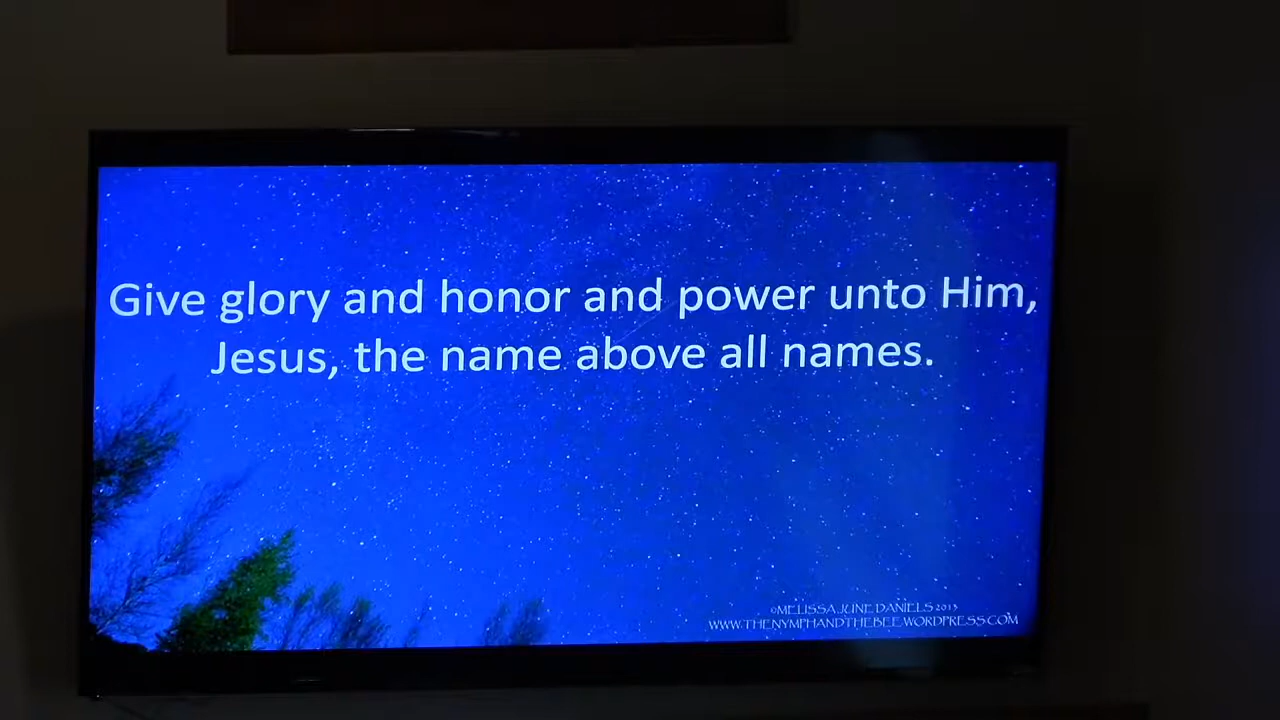 Give glory and honor and power unto Him,
Jesus, the name above all names.
©MELISSA JUNE DANIELS 2013
WWW.THENYMPHANDTHEBEE.WORDPRESS.COM